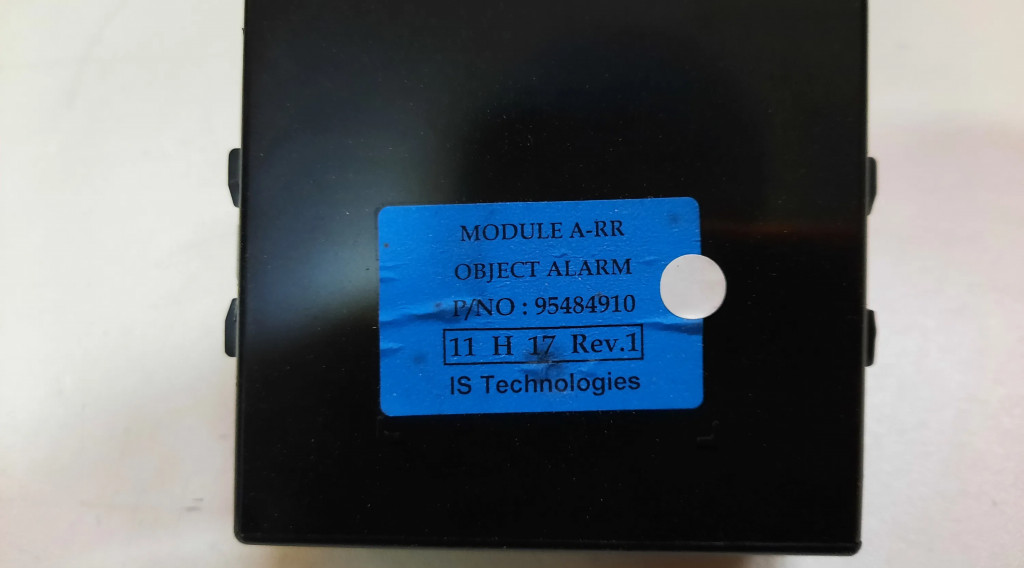 MODULE A-RR
OBJECT ALARM
P/NO : 95484910
11 H 17 Rev.1
IS Technologies